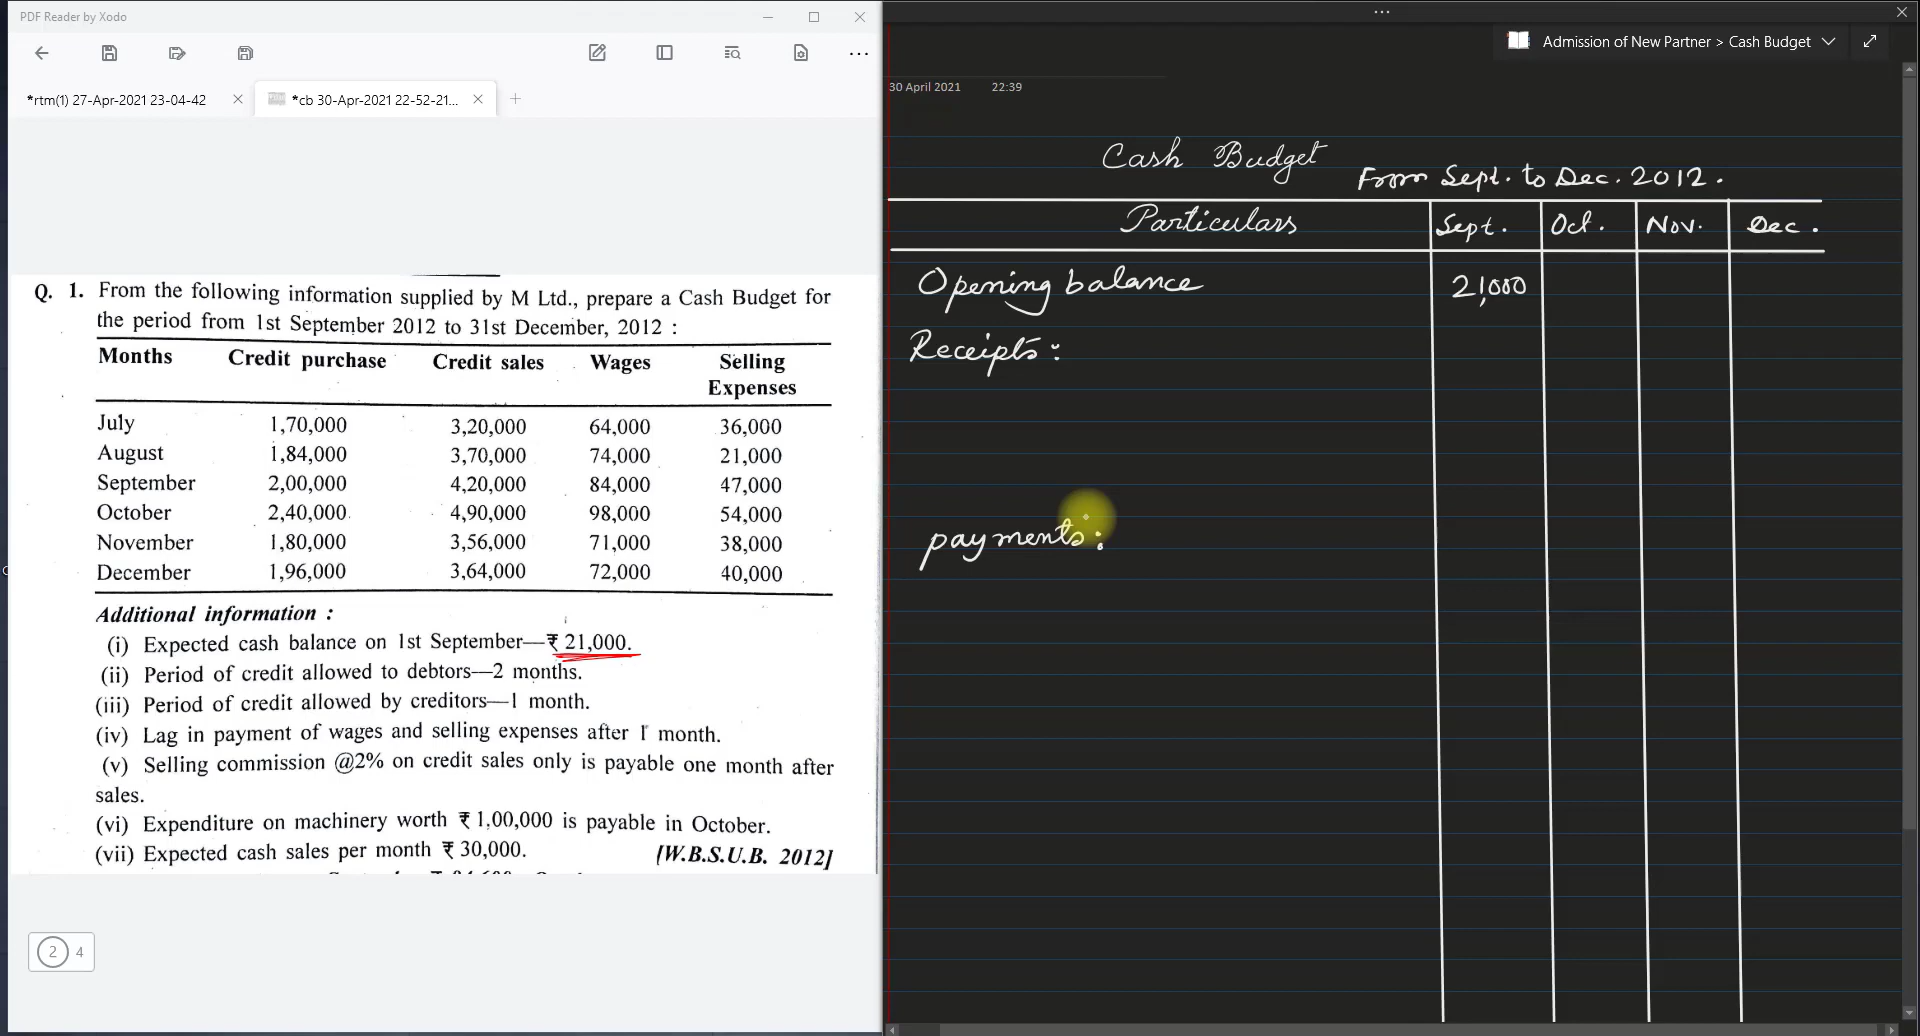 PDF Reader by Xodo
*rtm(1) 27-Apr-2021 23-04-42
*cb 30-Apr-2021 22-52-21...
Q. 1. From the following information supplied by M Ltd., prepare a Cash Budget for
the period from 1st September 2012 to 31st December, 2012 :
Months Credit purchase Credit sales Wages Selling
Expenses
July 1,70,000 3,20,000 64,000 36,000
August 1,84,000 3,70,000 74,000 21,000
September 2,00,000 4,20,000 84,000 47,000
October 2,40,000 4,90,000 98,000 54,000
November 1,80,000 3,56,000 71,000 38,000
December 1,96,000 3,64,000 72,000 40,000
Additional information :
(i) Expected cash balance on 1st September—₹ 21,000.
(ii) Period of credit allowed to debtors—2 months.
(iii) Period of credit allowed by creditors—1 month.
(iv) Lag in payment of wages and selling expenses after 1 month.
(v) Selling commission @2% on credit sales only is payable one month after
sales.
(vi) Expenditure on machinery worth ₹ 1,00,000 is payable in October.
(vii) Expected cash sales per month ₹ 30,000. [W.B.S.U.B. 2012]
2 4
Admission of New Partner > Cash Budget
30 April 2021 22:39
Cash Budget
From Sept. to Dec. 2012.
Particulars Sept. Oct. Nov. Dec.
Opening balance 21,000
Receipts:
payments: